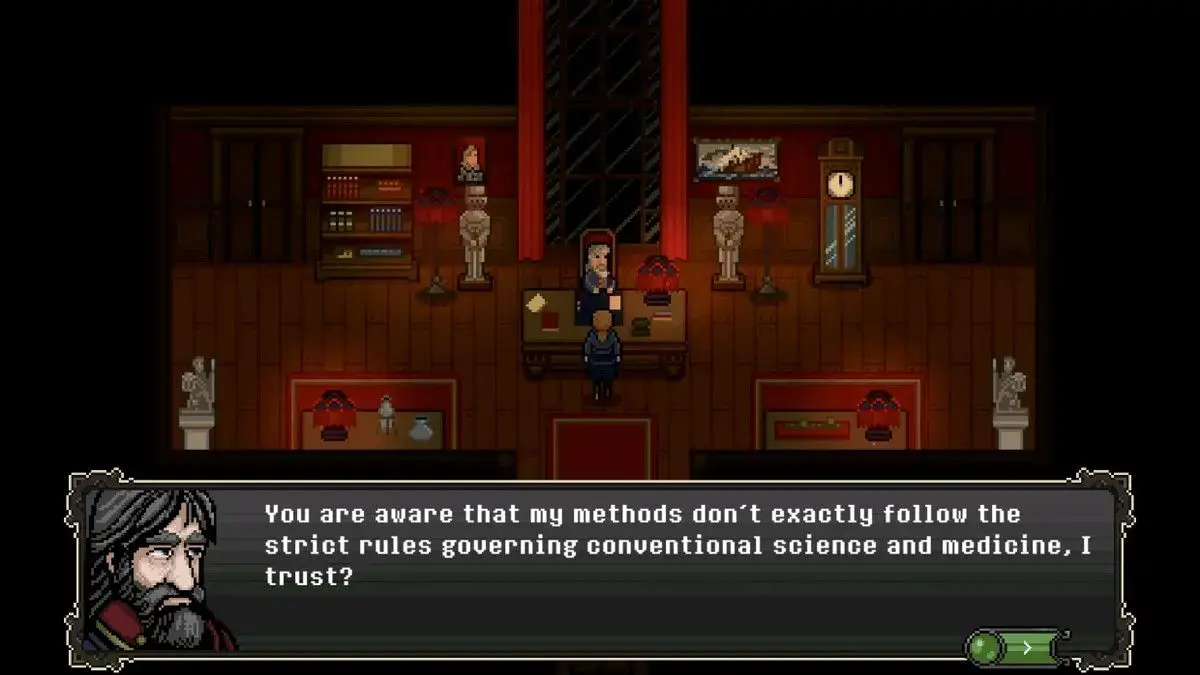 You are aware that my methods don't exactly follow the
strict rules governing conventional science and medicine, I
trust?